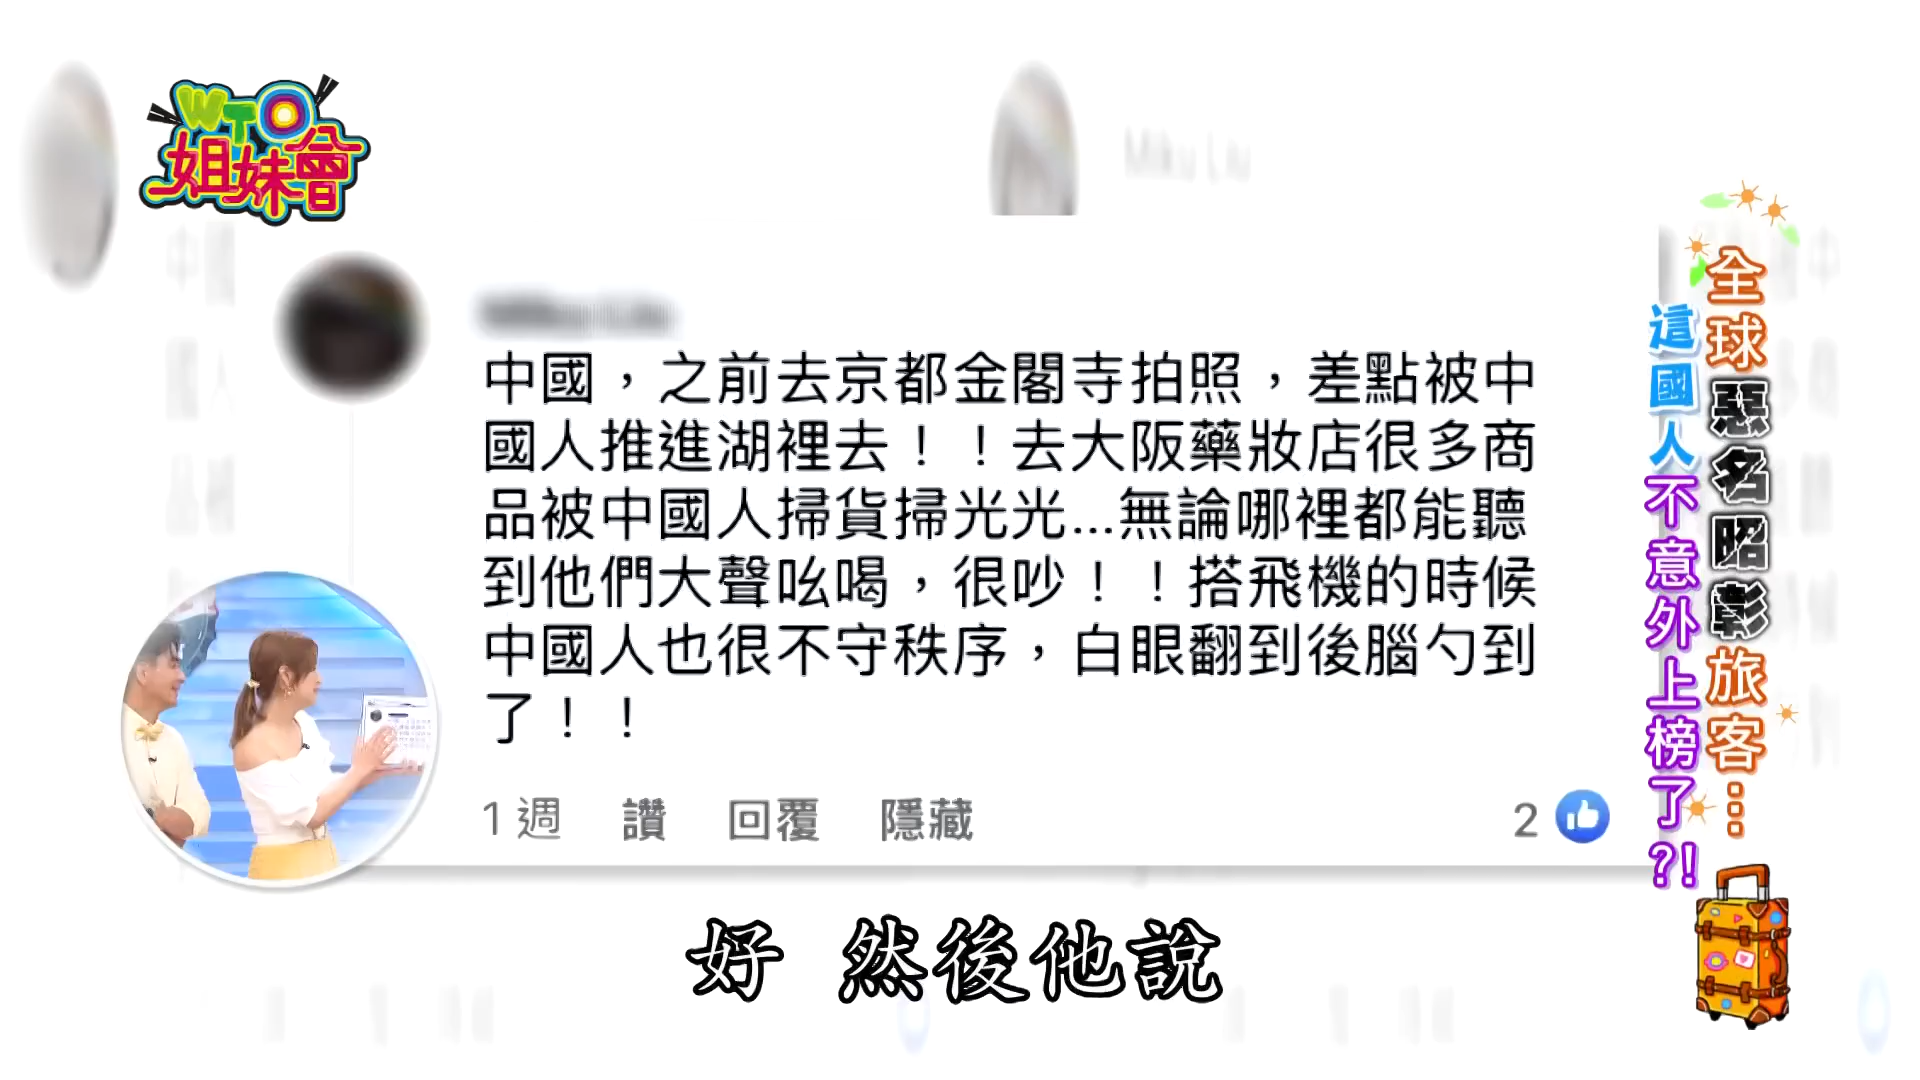 WTO
姐妹會
Miku Liu
中國，之前去京都金閣寺拍照，差點被中
國人推進湖裡去！！去大阪藥妝店很多商
品被中國人掃貨掃光光...無論哪裡都能聽
到他們大聲吆喝，很吵！！搭飛機的時候
中國人也很不守秩序，白眼翻到後腦勺到
了！！
1 週 讚 回覆 隱藏 2
全球惡名昭彰旅客...
這國人不意外上榜了?!
好 然後他說